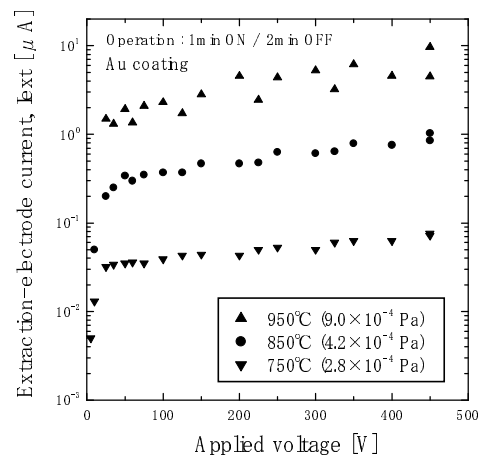 Extraction-electrode current, Iext [μA]
10¹
10⁰
10⁻¹
10⁻²
10⁻³
Operation : 1min ON / 2min OFF
Au coating
▲ 950℃ (9.0×10⁻⁴ Pa)
● 850℃ (4.2×10⁻⁴ Pa)
▼ 750℃ (2.8×10⁻⁴ Pa)
0 100 200 300 400 500
Applied voltage [V]